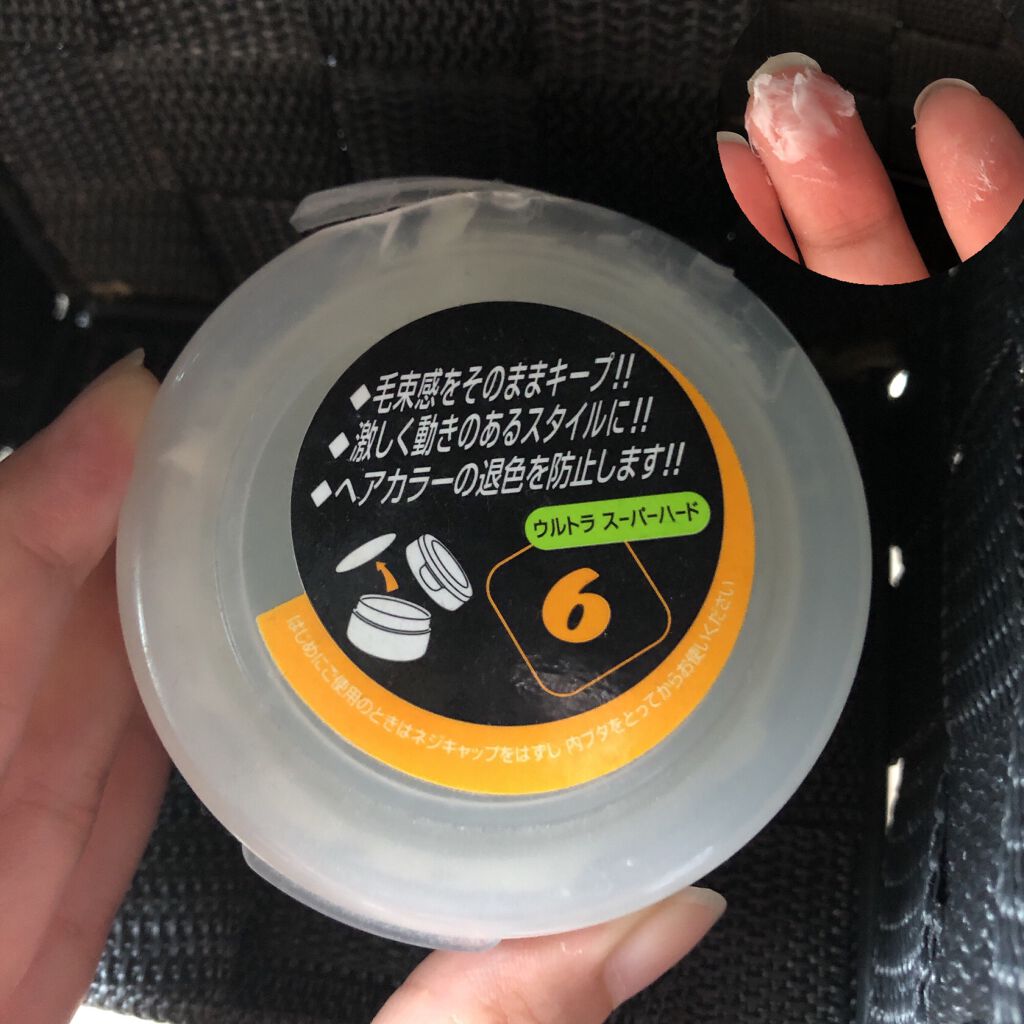 ◆毛束感をそのままキープ!!
◆激しく動きのあるスタイルに!!
◆ヘアカラーの退色を防止します!!
ウルトラ スーパーハード
6
はじめにご使用のときはネジキャップをはずし 内フタをとってからお使いください